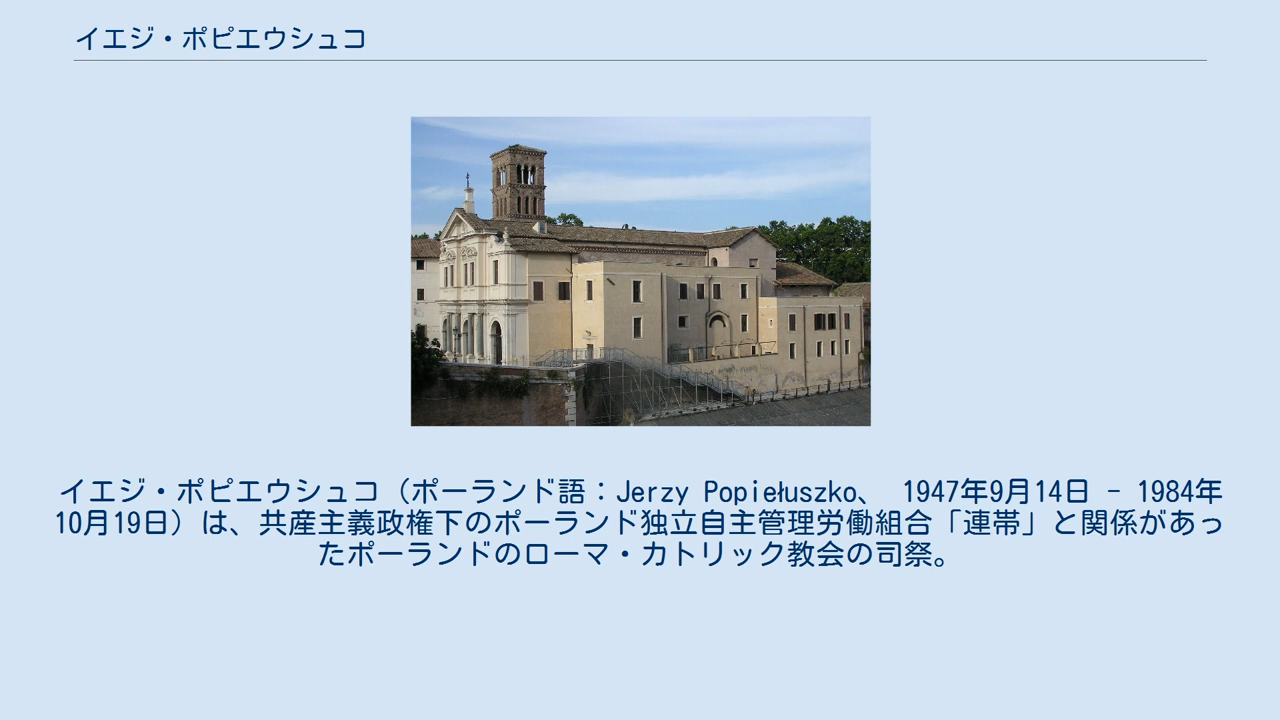 イエジ・ポピエウシュコ
イエジ・ポピエウシュコ（ポーランド語：Jerzy Popiełuszko、 1947年9月14日 - 1984年
10月19日）は、共産主義政権下のポーランド独立自主管理労働組合「連帯」と関係があっ
たポーランドのローマ・カトリック教会の司祭。